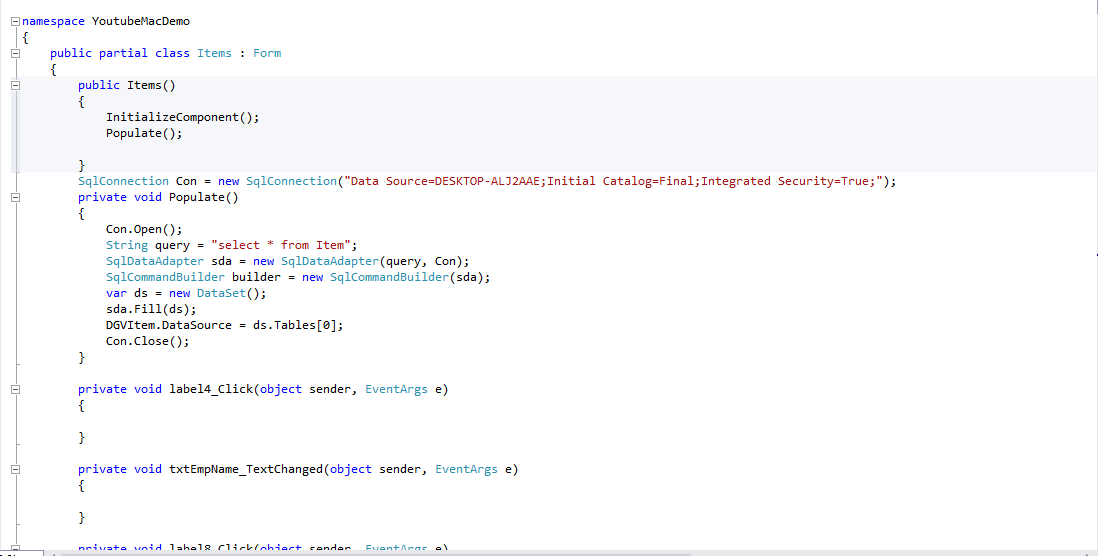 namespace YoutubeMacDemo
{
public partial class Items : Form
{
public Items()
{
InitializeComponent();
Populate();
}
SqlConnection Con = new SqlConnection("Data Source=DESKTOP-ALJ2AAE;Initial Catalog=Final;Integrated Security=True;");
private void Populate()
{
Con.Open();
String query = "select * from Item";
SqlDataAdapter sda = new SqlDataAdapter(query, Con);
SqlCommandBuilder builder = new SqlCommandBuilder(sda);
var ds = new DataSet();
sda.Fill(ds);
DGVItem.DataSource = ds.Tables[0];
Con.Close();
}
private void label4_Click(object sender, EventArgs e)
{
}
private void txtEmpName_TextChanged(object sender, EventArgs e)
{
}
private void label8_Click(object sender, EventArgs e)